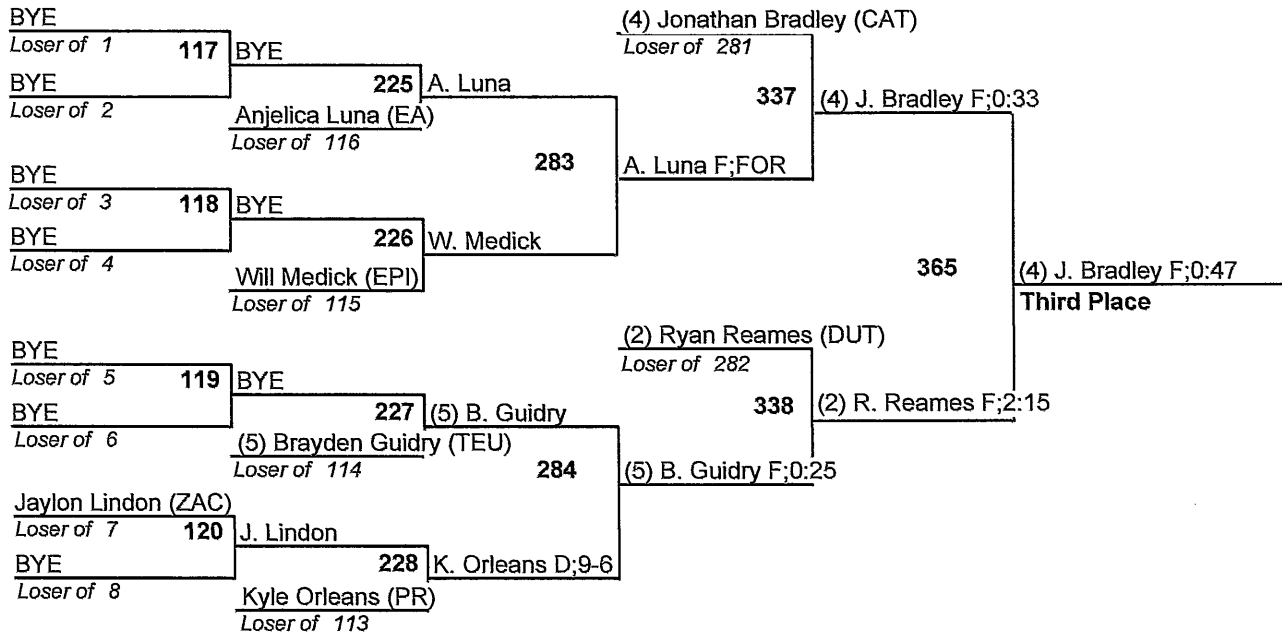 BYE
Loser of 1
117
BYE
BYE
Loser of 2
225
A. Luna
Anjelica Luna (EA)
Loser of 116
BYE
Loser of 3
118
BYE
BYE
Loser of 4
226
W. Medick
Will Medick (EPI)
Loser of 115
283
A. Luna F;FOR
(4) Jonathan Bradley (CAT)
Loser of 281
337
(4) J. Bradley F;0:33
BYE
Loser of 5
119
BYE
BYE
Loser of 6
227
(5) B. Guidry
(5) Brayden Guidry (TEU)
Loser of 114
Jaylon Lindon (ZAC)
Loser of 7
120
J. Lindon
BYE
Loser of 8
228
K. Orleans D;9-6
Kyle Orleans (PR)
Loser of 113
284
(5) B. Guidry F;0:25
(2) Ryan Reames (DUT)
Loser of 282
338
(2) R. Reames F;2:15
365
(4) J. Bradley F;0:47
Third Place